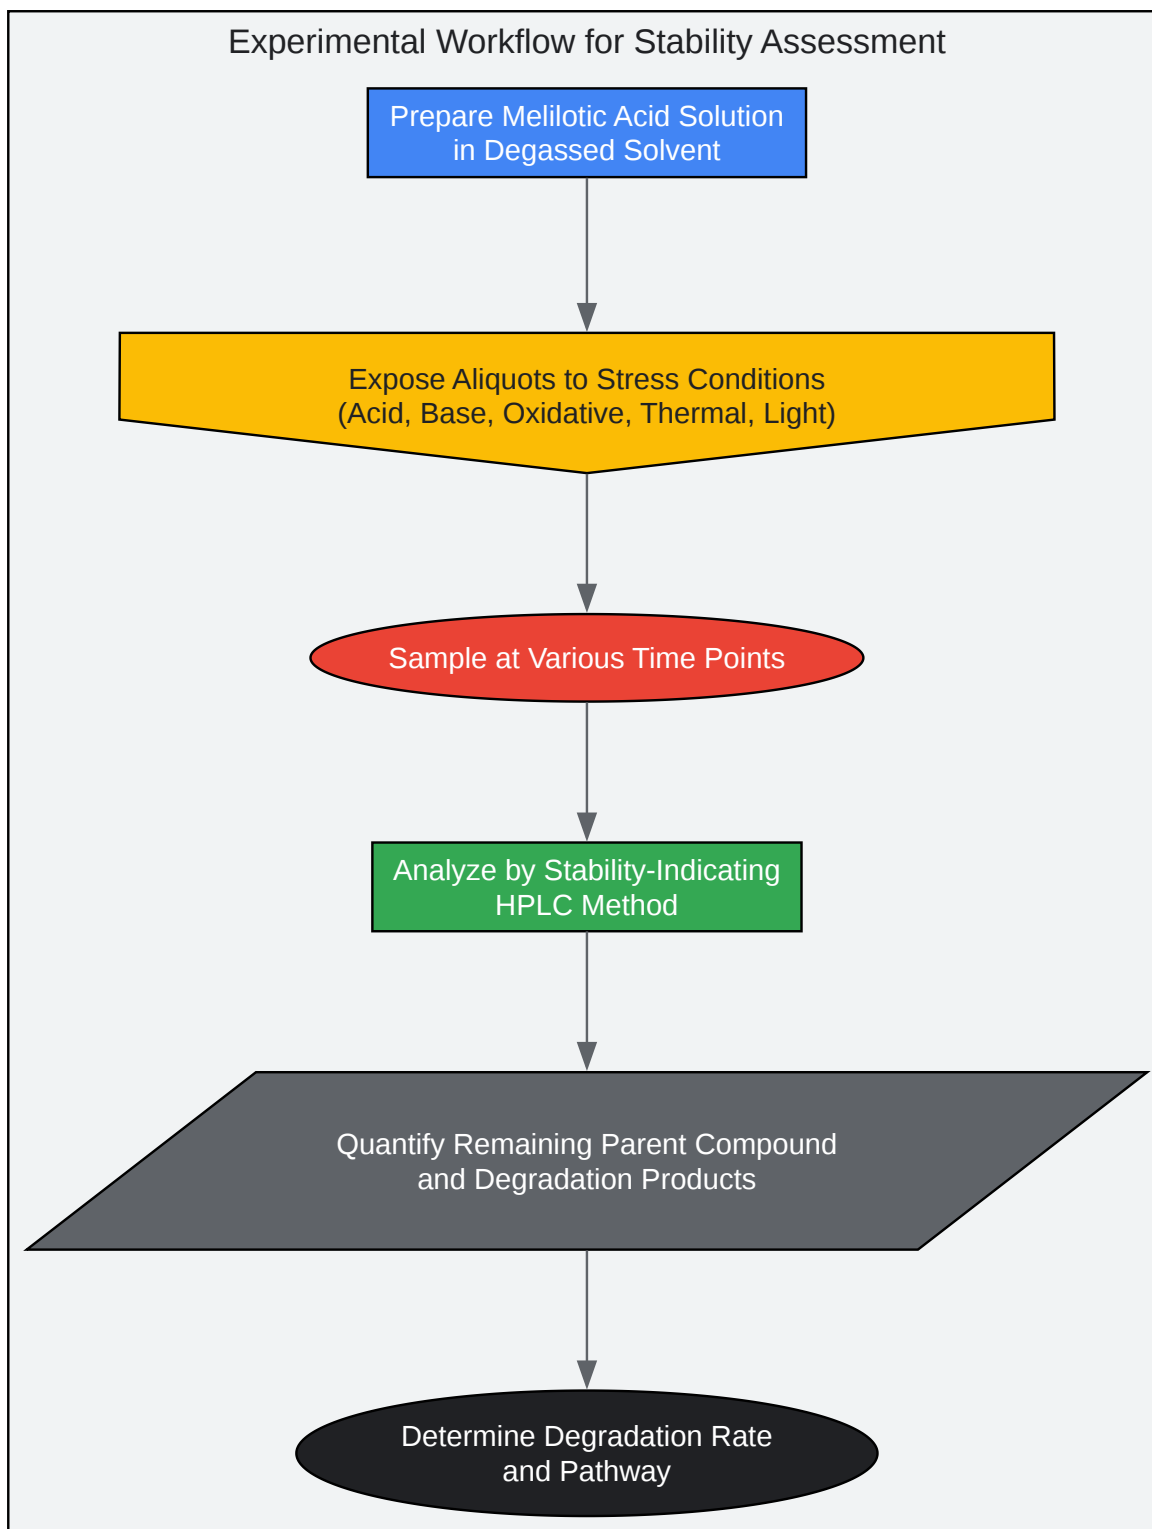 Experimental Workflow for Stability Assessment
Prepare Melilotic Acid Solution
in Degassed Solvent
Expose Aliquots to Stress Conditions
(Acid, Base, Oxidative, Thermal, Light)
Sample at Various Time Points
Analyze by Stability-Indicating
HPLC Method
Quantify Remaining Parent Compound
and Degradation Products
Determine Degradation Rate
and Pathway